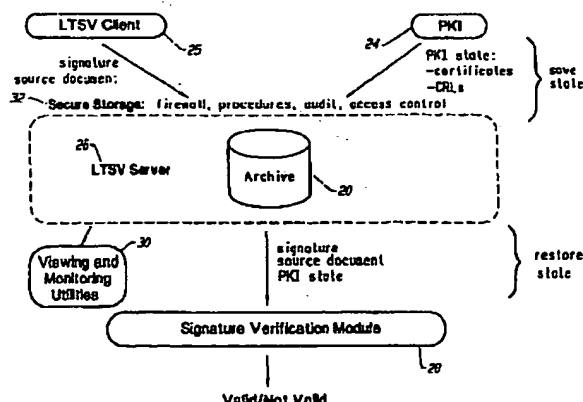 LTSV Client
25
signature
source document;
PKI
24
PKI state:
-certificates
-CRLs
save
state
32
Secure Storage: firewall, procedures, audit, access control
26
LTSV Server
Archive
20
30
Viewing and
Monitoring
Utilities
signature
source document
PKI state
restore
state
Signature Verification Module
28
Valid/Not Valid